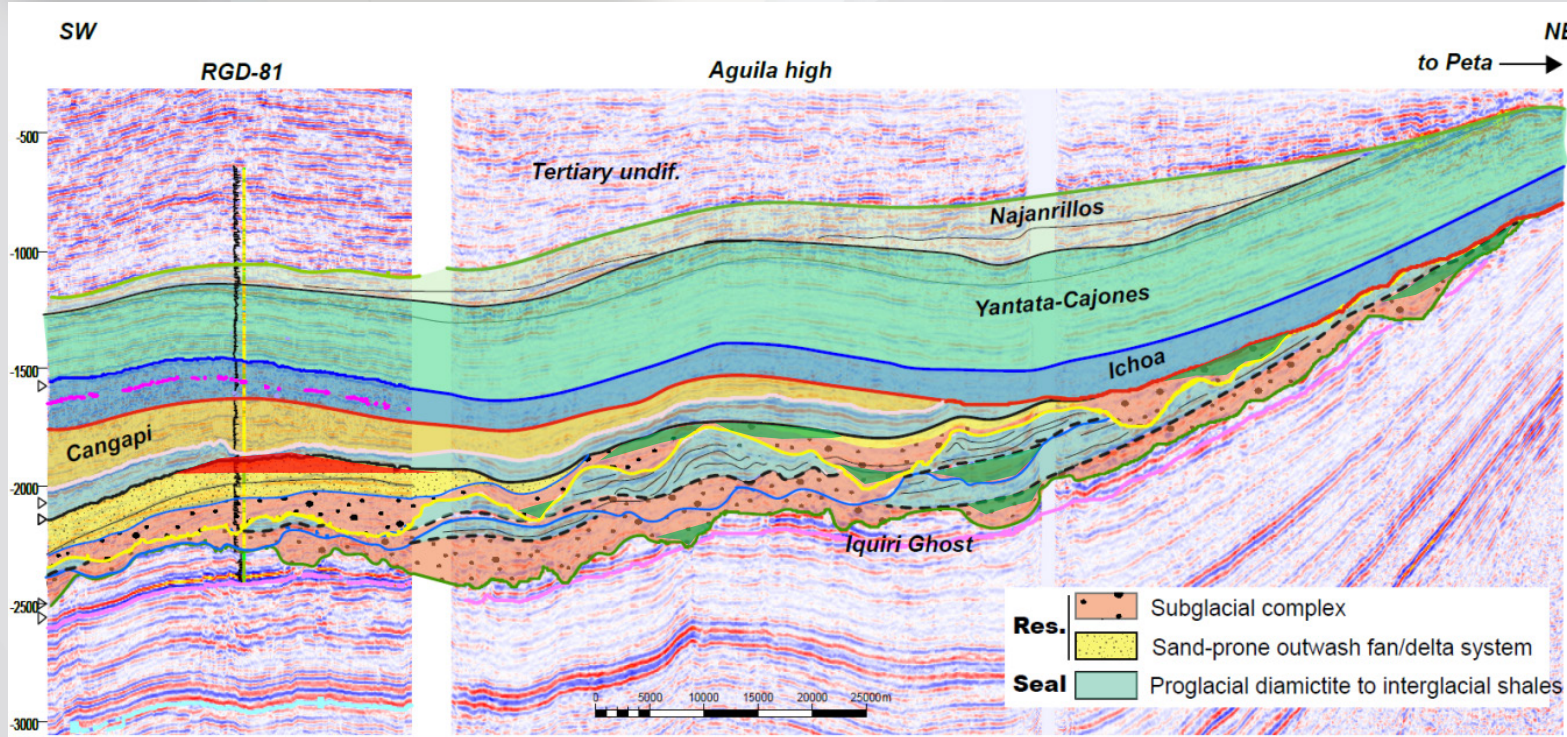 SW
NE
RGD-81
Aguila high
to Peta
-500
Tertiary undif.
Najanrillos
-1000
Yantata-Cajones
-1500
Ichoa
Cangapi
-2000
Iquiri Ghost
-2500
Res.
Subglacial complex
Sand-prone outwash fan/delta system
Seal
Proglacial diamictite to interglacial shales
0 5000 10000 15000 20000 25000m
-3000